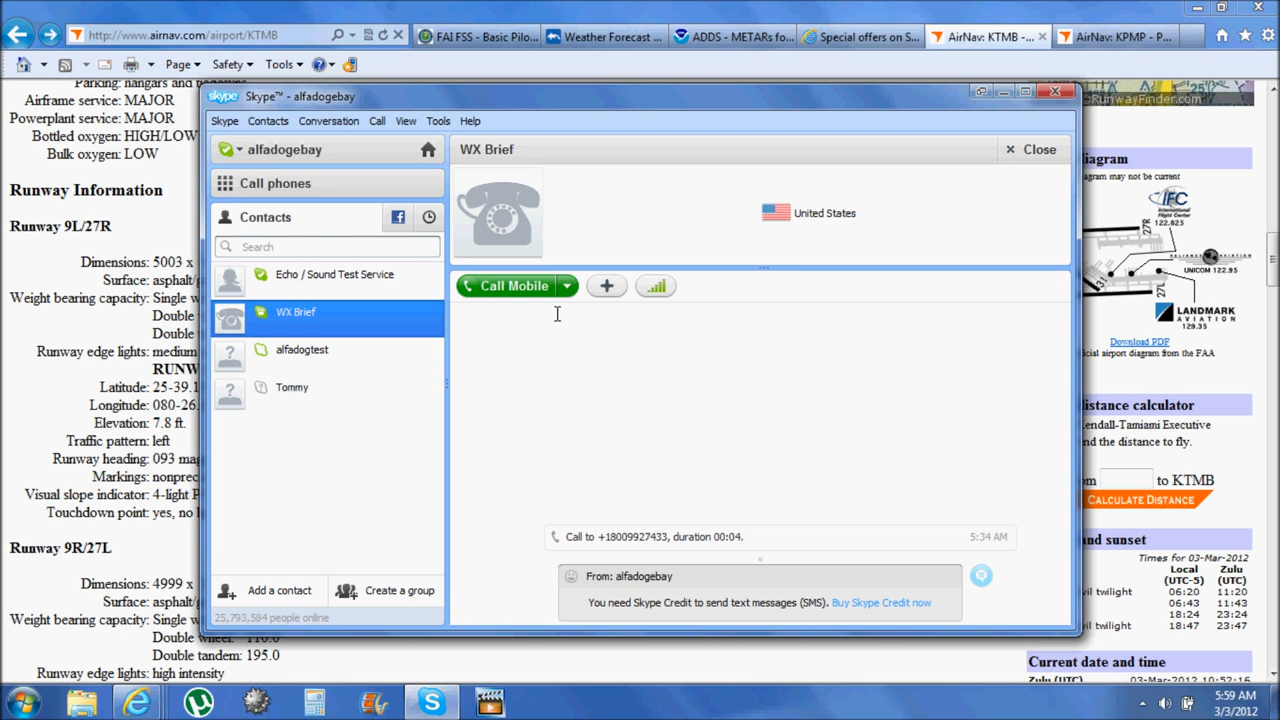 http://www.airnav.com/airport/KTMB
FAI FSS - Basic Pilo...
Weather Forecast ...
ADDS - METARs fo...
Special offers on S...
AirNav: KTMB -...
AirNav: KPMP - P...
Page
Safety
Tools
Parking: hangars and
Airframe service: MAJOR
Powerplant service: MAJOR
Bottled oxygen: HIGH/LOW
Bulk oxygen: LOW
Runway Information
Runway 9L/27R
Dimensions: 5003 x
Surface: asphalt/g
Weight bearing capacity: Single w
Double
Double t
Runway edge lights: medium
RUNW
Latitude: 25-39.1
Longitude: 080-26.
Elevation: 7.8 ft.
Traffic pattern: left
Runway heading: 093 mag
Markings: nonprec
Visual slope indicator: 4-light P
Touchdown point: yes, no l
Runway 9R/27L
Dimensions: 4999 x
Surface: asphalt/g
Weight bearing capacity: Single w
Double wheel: 110.0
Double tandem: 195.0
Runway edge lights: high intensity
skype Skype™ - alfadogebay
Skype Contacts Conversation Call View Tools Help
alfadogebay
Call phones
Contacts
Search
Echo / Sound Test Service
WX Brief
alfadogtest
Tommy
Add a contact
Create a group
25,793,584 people online
WX Brief
Close
United States
Call Mobile
Call to +18009927433, duration 00:04.
5:34 AM
From: alfadogebay
You need Skype Credit to send text messages (SMS). Buy Skype Credit now
RunwayFinder.com
iagram
gram may not be current
IFC
International
Flight Center
122.825
27R
RELIANCE AVIATION
UNICOM 122.95
31
27L
LANDMARK
AVIATION
129.35
Download PDF
cial airport diagram from the FAA
istance calculator
endall-Tamiami Executive
nd the distance to fly.
om
to KTMB
CALCULATE DISTANCE
and sunset
Times for 03-Mar-2012
Local Zulu
(UTC-5) (UTC)
vil twilight 06:20 11:20
06:43 11:43
18:24 23:24
vil twilight 18:47 23:47
Current date and time
Zulu (UTC) 03-Mar-2012 10:52:16
5:59 AM
3/3/2012